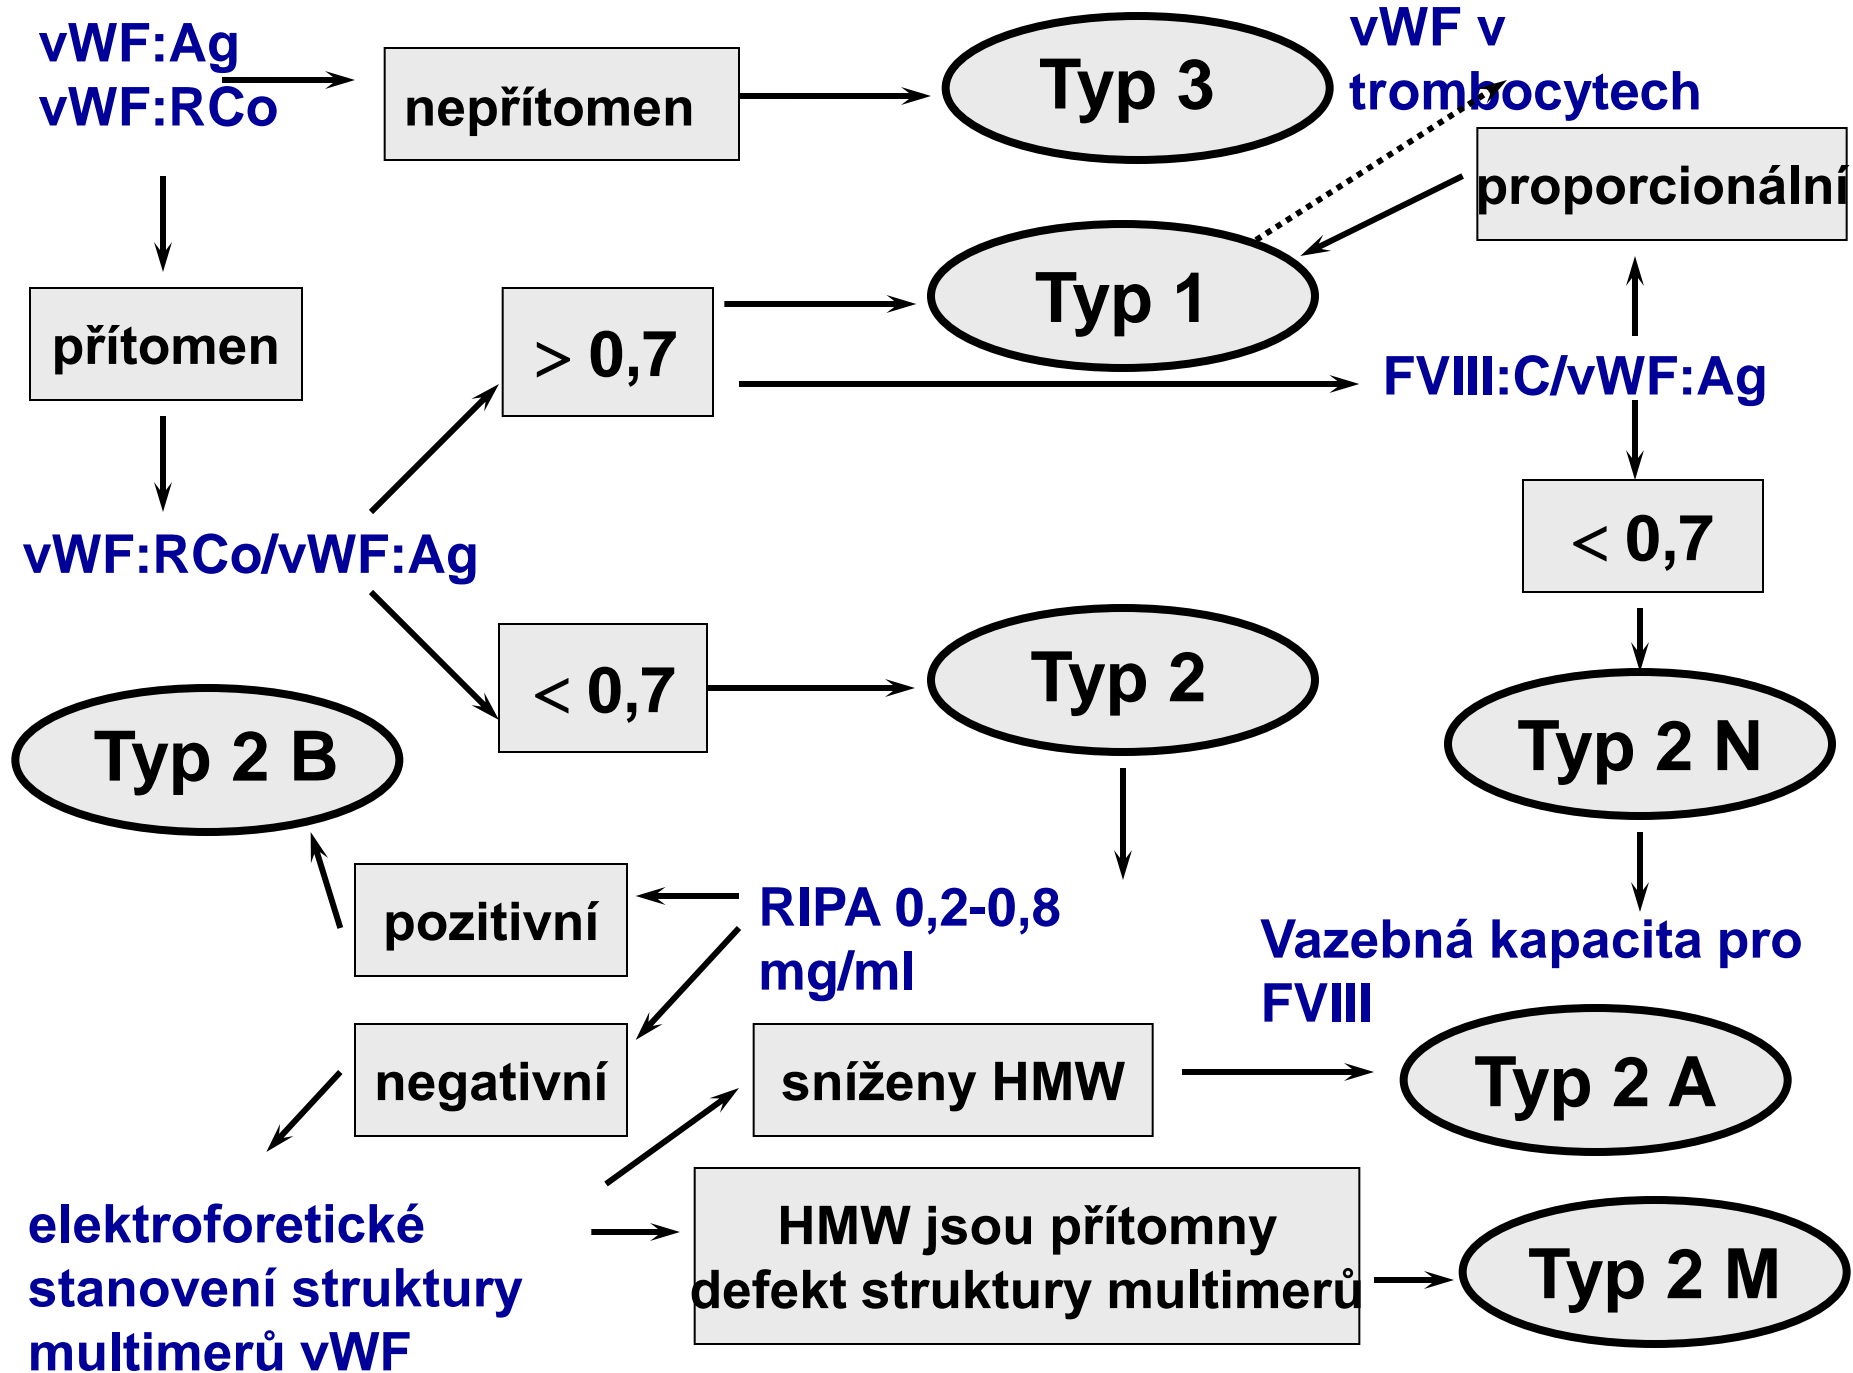 vWF:Ag
vWF:RCo
nepřítomen
Typ 3
vWF v
trombocytech
proporcionální
přítomen
> 0,7
Typ 1
FVIII:C/vWF:Ag
vWF:RCo/vWF:Ag
< 0,7
< 0,7
Typ 2
Typ 2 N
Typ 2 B
pozitivní
RIPA 0,2-0,8
mg/ml
Vazebná kapacita pro
FVIII
negativní
sníženy HMW
Typ 2 A
elektroforetické
stanovení struktury
multimerů vWF
HMW jsou přítomny
defekt struktury multimerů
Typ 2 M